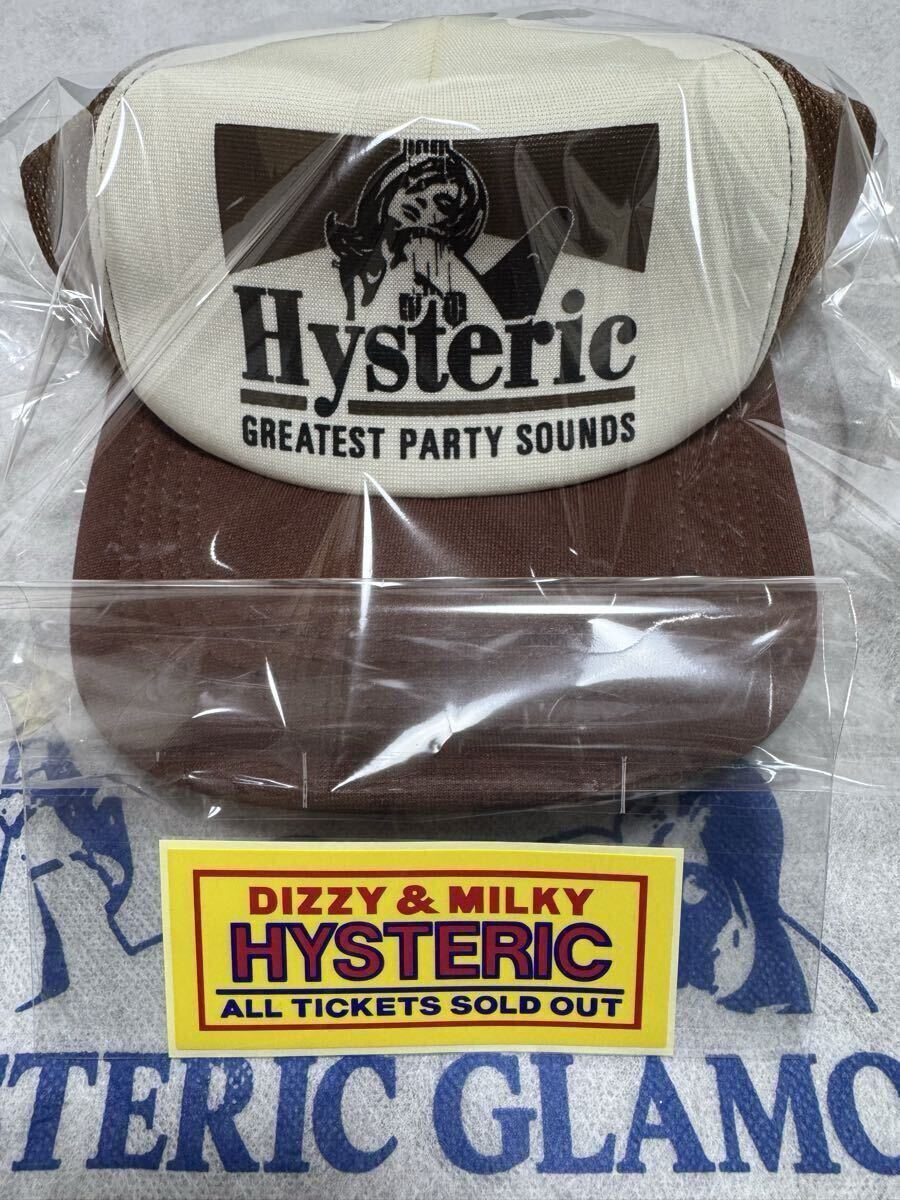 Hysteric
GREATEST PARTY SOUNDS
DIZZY & MILKY
HYSTERIC
ALL TICKETS SOLD OUT
TERIC GLAMO